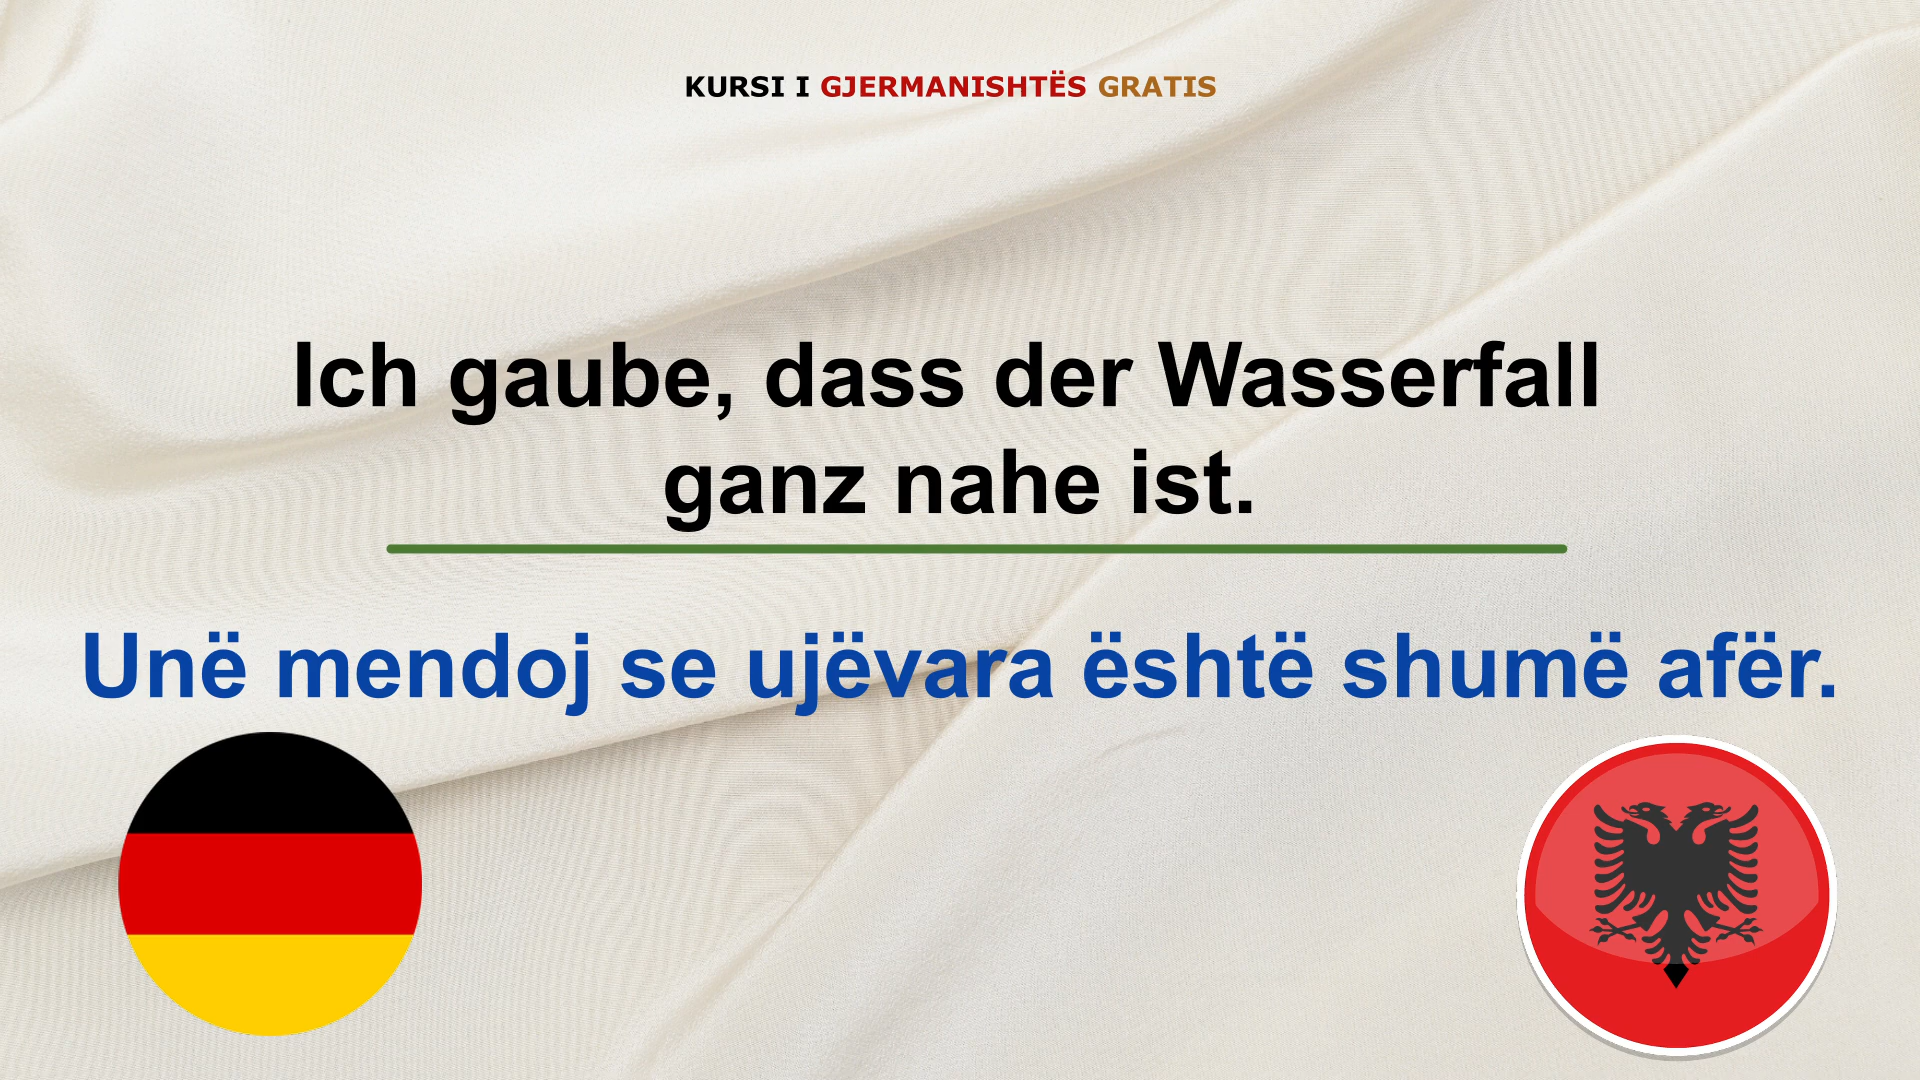 KURSI I GJERMANISHTËS GRATIS
Ich gaube, dass der Wasserfall
ganz nahe ist.
Unë mendoj se ujëvara është shumë afër.